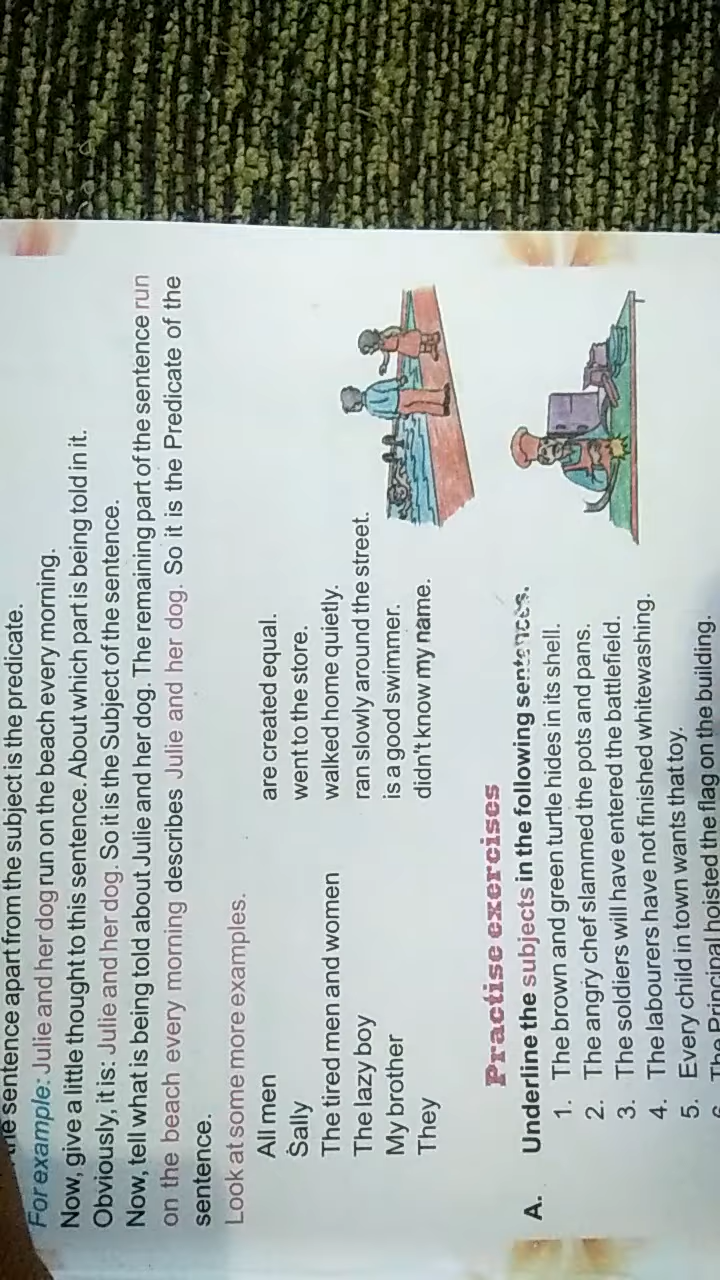 the sentence apart from the subject is the predicate.
For example: Julie and her dog run on the beach every morning.
Now, give a little thought to this sentence. About which part is being told in it.
Obviously, it is: Julie and her dog. So it is the Subject of the sentence.
Now, tell what is being told about Julie and her dog. The remaining part of the sentence run
on the beach every morning describes Julie and her dog. So it is the Predicate of the
sentence.
Look at some more examples.
All men are created equal.
Sally went to the store.
The tired men and women walked home quietly.
The lazy boy ran slowly around the street.
My brother is a good swimmer.
They didn't know my name.
Practise exercises
A. Underline the subjects in the following sentences.
1. The brown and green turtle hides in its shell.
2. The angry chef slammed the pots and pans.
3. The soldiers will have entered the battlefield.
4. The labourers have not finished whitewashing.
5. Every child in town wants that toy.
6. The Principal hoisted the flag on the building.